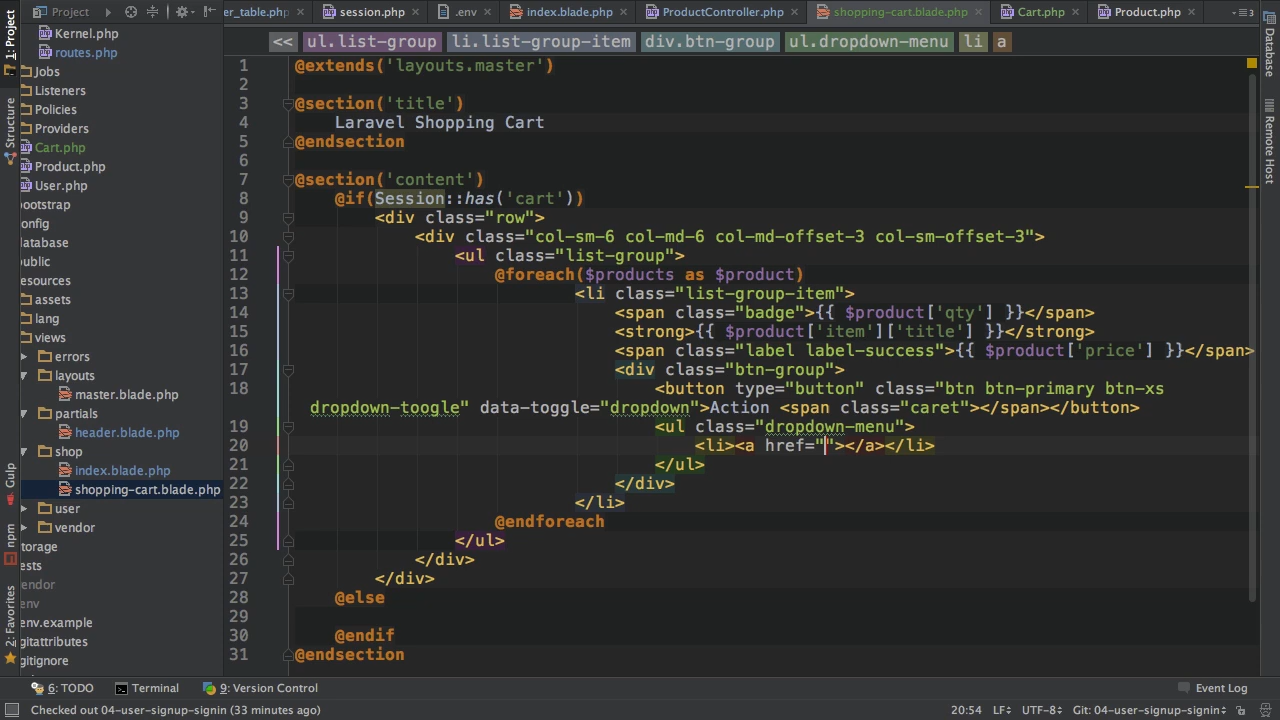 1: Project
Project
er_table.php
session.php
.env
index.blade.php
ProductController.php
shopping-cart.blade.php
Cart.php
Product.php
3
Kernel.php
routes.php
Jobs
Listeners
Policies
Providers
Cart.php
Product.php
User.php
ootstrap
onfig
atabase
ublic
esources
assets
lang
views
errors
layouts
master.blade.php
partials
header.blade.php
shop
index.blade.php
shopping-cart.blade.php
user
vendor
torage
ests
endor
env
env.example
gitattributes
gitignore
Structure
Gulp
npm
2: Favorites
<< ul.list-group li.list-group-item div.btn-group ul.dropdown-menu li a
1 @extends('layouts.master')
2
3 @section('title')
4 Laravel Shopping Cart
5 @endsection
6
7 @section('content')
8 @if(Session::has('cart'))
9 <div class="row">
10 <div class="col-sm-6 col-md-6 col-md-offset-3 col-sm-offset-3">
11 <ul class="list-group">
12 @foreach($products as $product)
13 <li class="list-group-item">
14 <span class="badge">{{ $product['qty'] }}</span>
15 <strong>{{ $product['item']['title'] }}</strong>
16 <span class="label label-success">{{ $product['price'] }}</span>
17 <div class="btn-group">
18 <button type="button" class="btn btn-primary btn-xs
dropdown-toogle" data-toggle="dropdown">Action <span class="caret"></span></button>
19 <ul class="dropdown-menu">
20 <li><a href=""></a></li>
21 </ul>
22 </div>
23 </li>
24 @endforeach
25 </ul>
26 </div>
27 </div>
28 @else
29
30 @endif
31 @endsection
Database
Remote Host
6: TODO
Terminal
9: Version Control
Event Log
Checked out 04-user-signup-signin (33 minutes ago)
20:54
LF
UTF-8
Git: 04-user-signup-signin